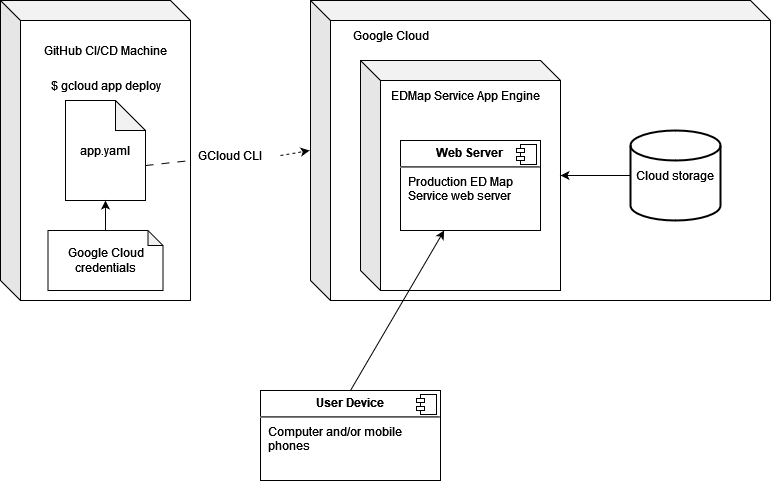 GitHub CI/CD Machine
$ gcloud app deploy
app.yaml
Google Cloud
credentials
GCloud CLI
Google Cloud
EDMap Service App Engine
Web Server
Production ED Map
Service web server
Cloud storage
User Device
Computer and/or mobile
phones